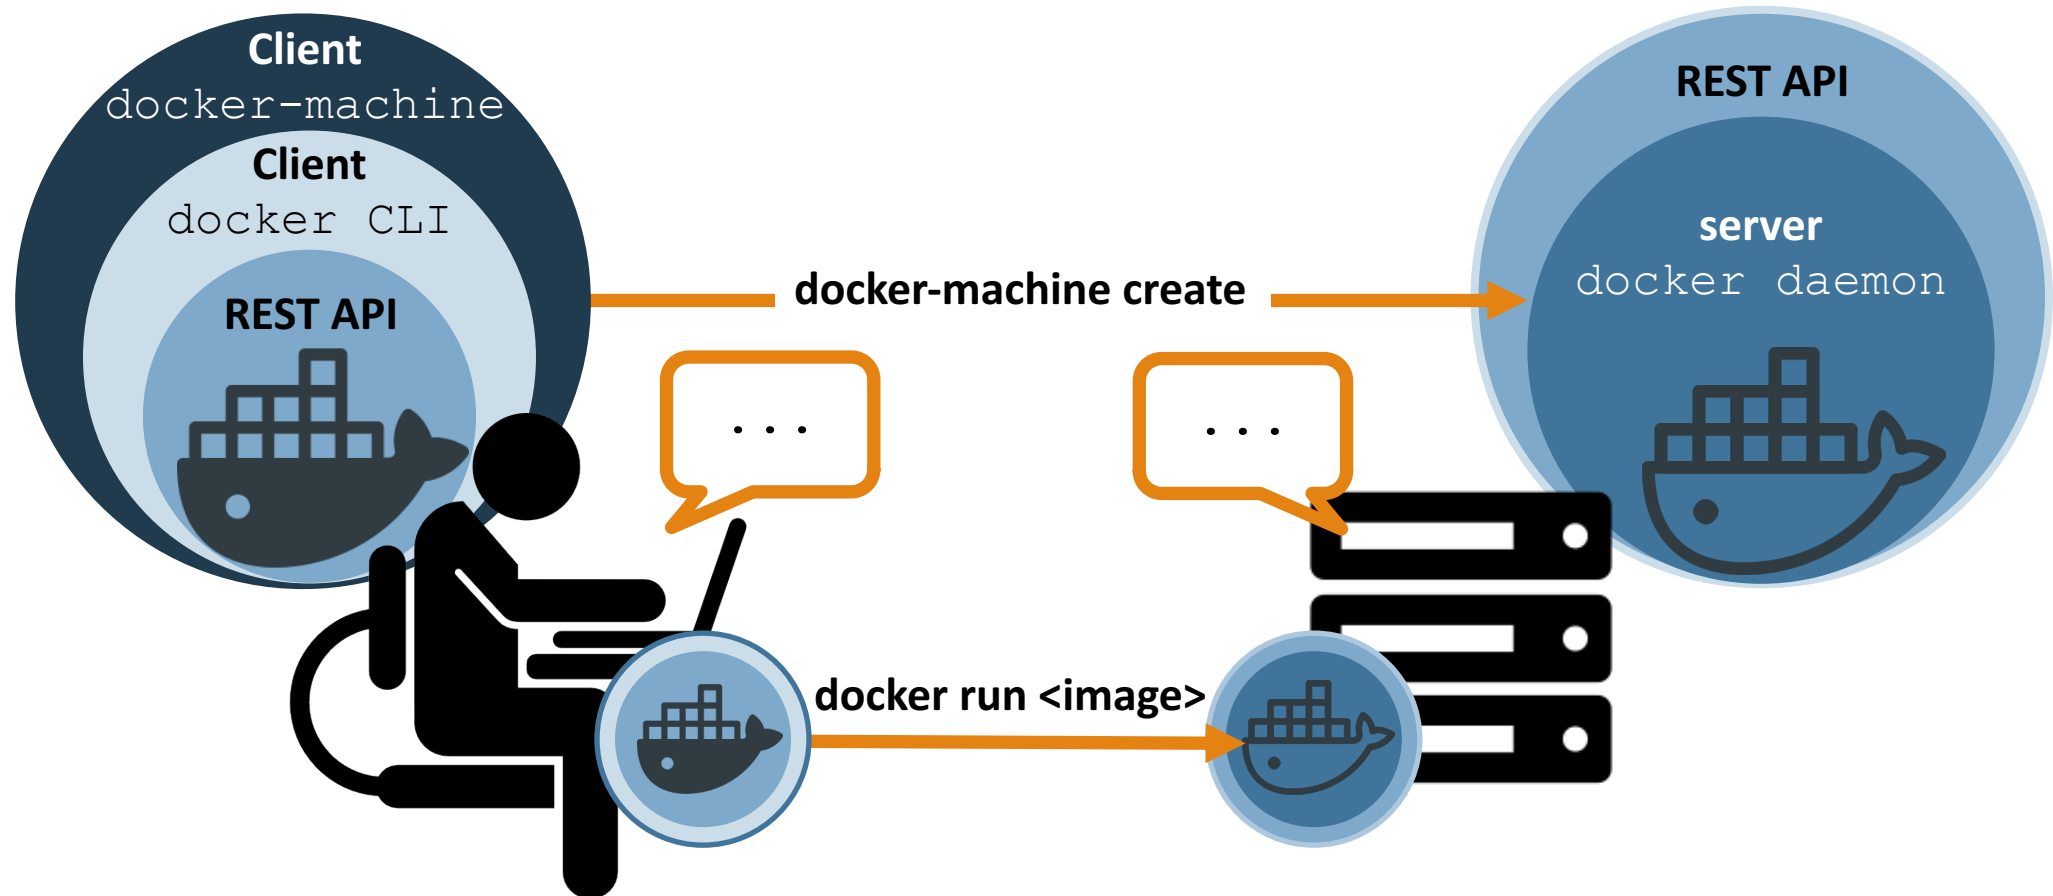 Client
docker-machine
Client
docker CLI
REST API
docker-machine create
. . .
. . .
REST API
server
docker daemon
docker run <image>